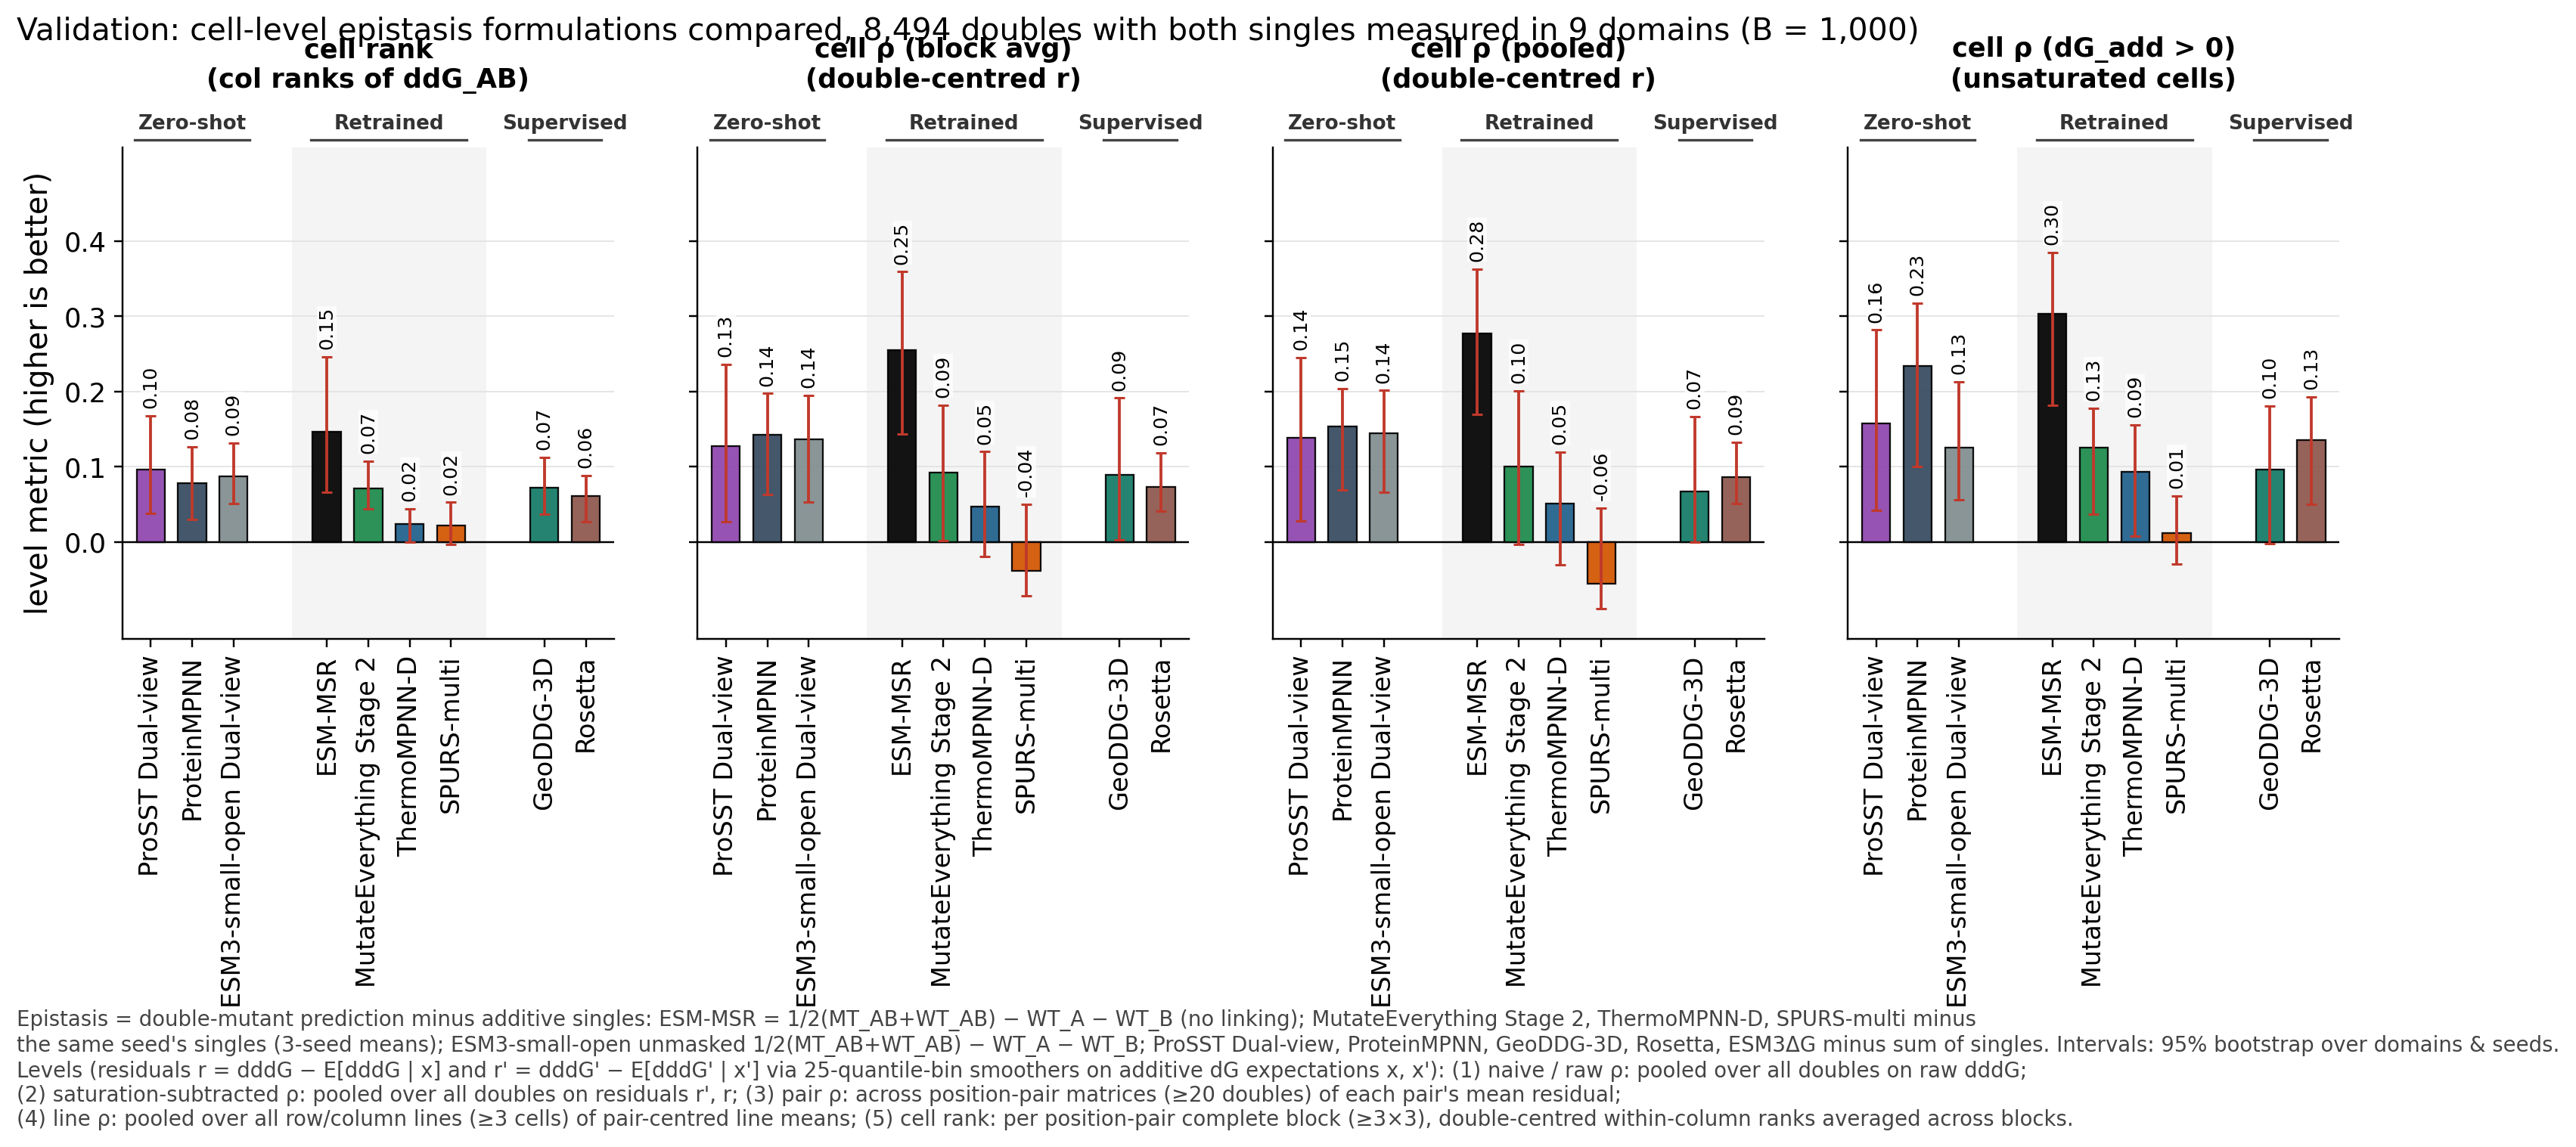 Validation: cell-level epistasis formulations compared, 8,494 doubles with both singles measured in 9 domains (B = 1,000)
cell rank
(col ranks of ddG_AB)
cell ρ (block avg)
(double-centred r)
cell ρ (pooled)
(double-centred r)
cell ρ (dG_add > 0)
(unsaturated cells)
Zero-shot Retrained Supervised
Zero-shot Retrained Supervised
Zero-shot Retrained Supervised
Zero-shot Retrained Supervised
level metric (higher is better)
0.4
0.3
0.2
0.1
0.0
0.10 0.08 0.09 0.15 0.07 0.02 0.02 0.07 0.06
0.13 0.14 0.14 0.25 0.09 0.05 -0.04 0.09 0.07
0.14 0.15 0.14 0.28 0.10 0.05 -0.06 0.07 0.09
0.16 0.23 0.13 0.30 0.13 0.09 0.01 0.10 0.13
ProSST Dual-view
ProteinMPNN
ESM3-small-open Dual-view
ESM-MSR
MutateEverything Stage 2
ThermoMPNN-D
SPURS-multi
GeoDDG-3D
Rosetta
ProSST Dual-view
ProteinMPNN
ESM3-small-open Dual-view
ESM-MSR
MutateEverything Stage 2
ThermoMPNN-D
SPURS-multi
GeoDDG-3D
Rosetta
ProSST Dual-view
ProteinMPNN
ESM3-small-open Dual-view
ESM-MSR
MutateEverything Stage 2
ThermoMPNN-D
SPURS-multi
GeoDDG-3D
Rosetta
ProSST Dual-view
ProteinMPNN
ESM3-small-open Dual-view
ESM-MSR
MutateEverything Stage 2
ThermoMPNN-D
SPURS-multi
GeoDDG-3D
Rosetta
Epistasis = double-mutant prediction minus additive singles: ESM-MSR = 1/2(MT_AB+WT_AB) − WT_A − WT_B (no linking); MutateEverything Stage 2, ThermoMPNN-D, SPURS-multi minus
the same seed's singles (3-seed means); ESM3-small-open unmasked 1/2(MT_AB+WT_AB) − WT_A − WT_B; ProSST Dual-view, ProteinMPNN, GeoDDG-3D, Rosetta, ESM3ΔG minus sum of singles. Intervals: 95% bootstrap over domains & seeds.
Levels (residuals r = dddG − E[dddG | x] and r' = dddG' − E[dddG' | x'] via 25-quantile-bin smoothers on additive dG expectations x, x'): (1) naive / raw ρ: pooled over all doubles on raw dddG;
(2) saturation-subtracted ρ: pooled over all doubles on residuals r', r; (3) pair ρ: across position-pair matrices (≥20 doubles) of each pair's mean residual;
(4) line ρ: pooled over all row/column lines (≥3 cells) of pair-centred line means; (5) cell rank: per position-pair complete block (≥3×3), double-centred within-column ranks averaged across blocks.